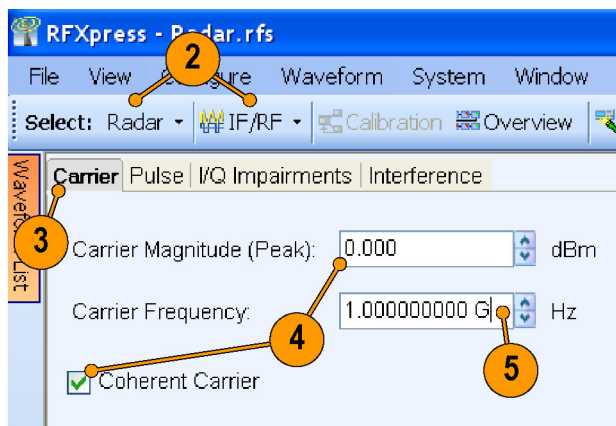 RFXpress - Radar.rfs
File View Configure Waveform System Window
2
Select: Radar IF/RF Calibration Overview
Waveform List
Carrier Pulse I/Q Impairments Interference
3
Carrier Magnitude (Peak): 0.000 dBm
Carrier Frequency: 1.000000000 G Hz
4
5
Coherent Carrier